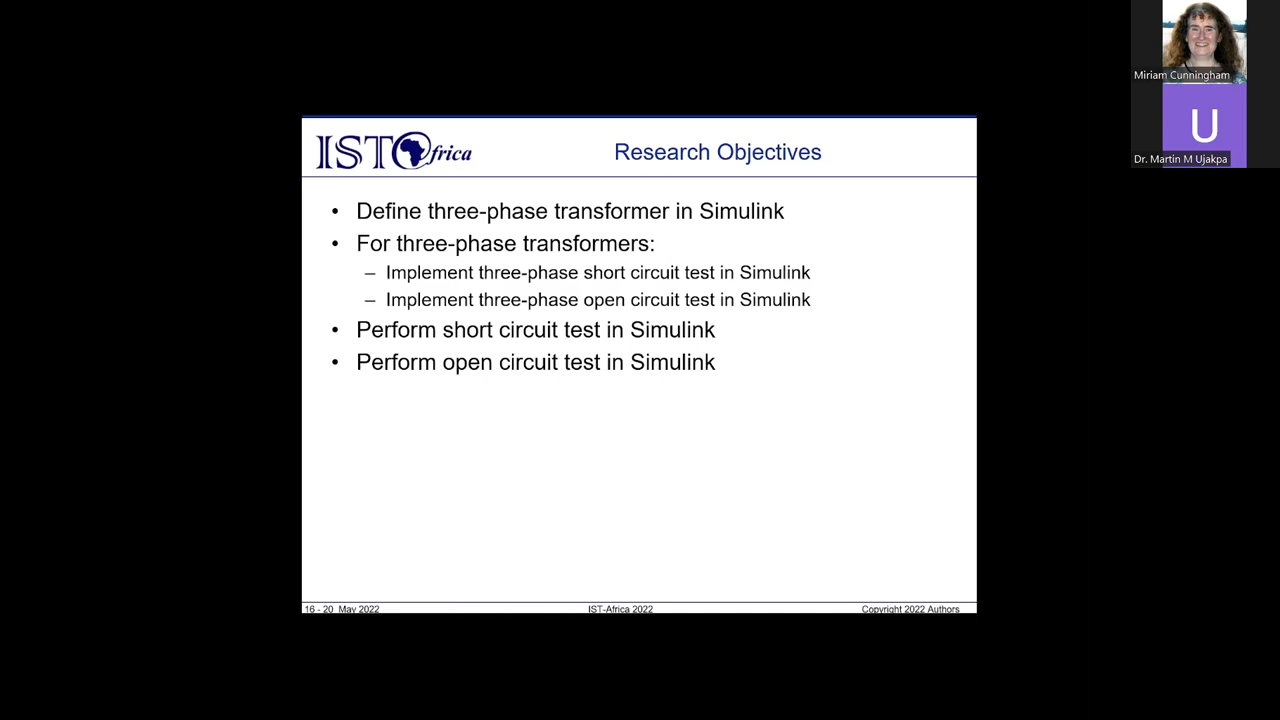 IST Africa
Research Objectives
• Define three-phase transformer in Simulink
• For three-phase transformers:
– Implement three-phase short circuit test in Simulink
– Implement three-phase open circuit test in Simulink
• Perform short circuit test in Simulink
• Perform open circuit test in Simulink
16 - 20 May 2022
IST-Africa 2022
Copyright 2022 Authors
Miriam Cunningham
U
Dr. Martin M Ujakpa